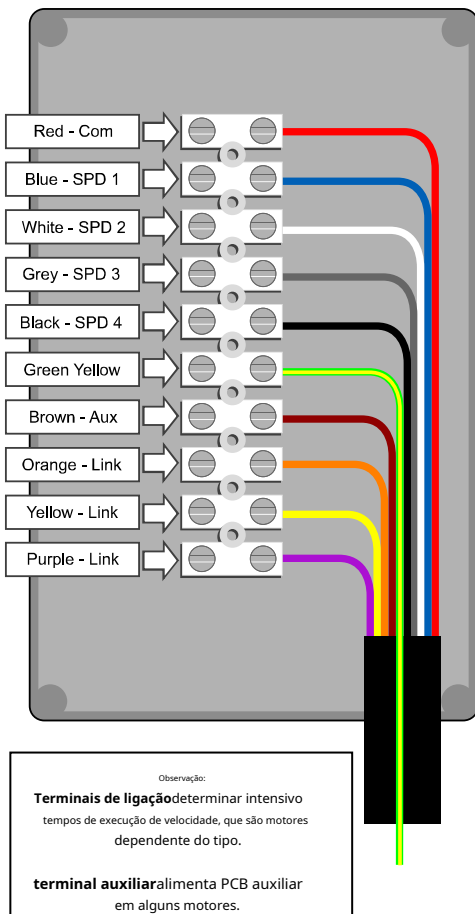 Red - Com
Blue - SPD 1
White - SPD 2
Grey - SPD 3
Black - SPD 4
Green Yellow
Brown - Aux
Orange - Link
Yellow - Link
Purple - Link
Observação:
Terminais de ligaçãodeterminar intensivo
tempos de execução de velocidade, que são motores
dependente do tipo.
terminal auxiliaralimenta PCB auxiliar
em alguns motores.